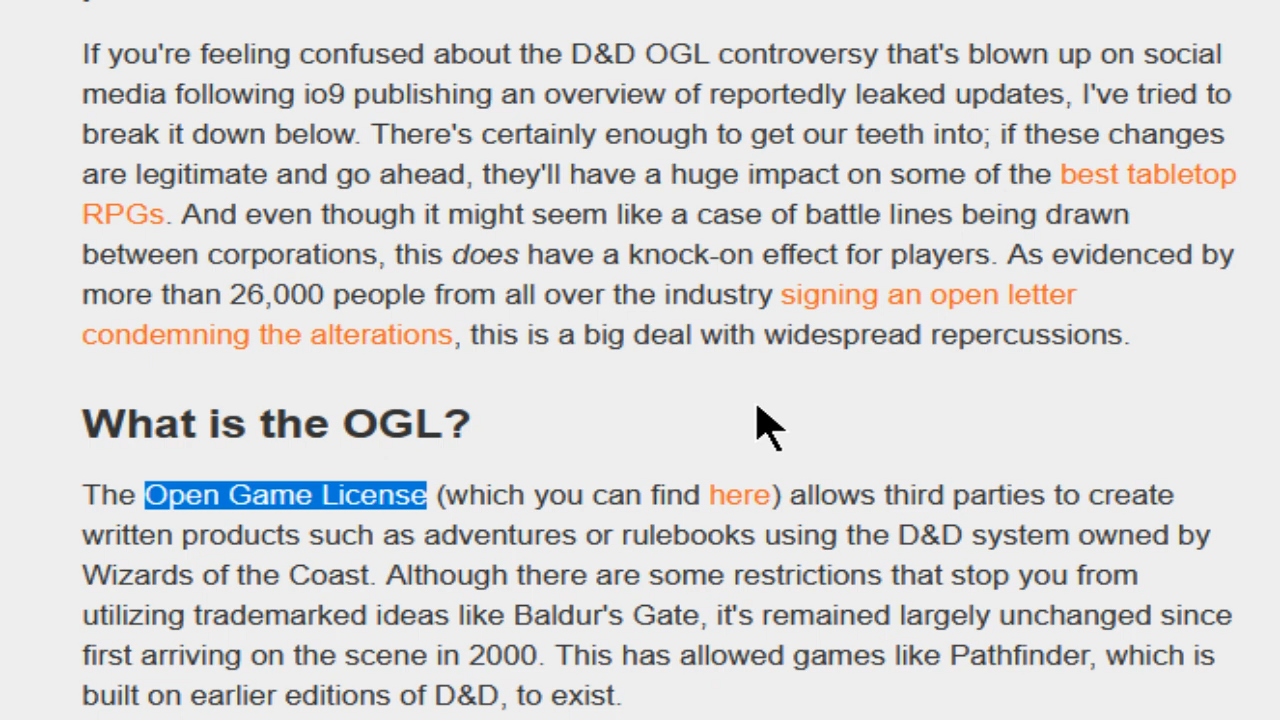 If you're feeling confused about the D&D OGL controversy that's blown up on social
media following io9 publishing an overview of reportedly leaked updates, I've tried to
break it down below. There's certainly enough to get our teeth into; if these changes
are legitimate and go ahead, they'll have a huge impact on some of the best tabletop
RPGs. And even though it might seem like a case of battle lines being drawn
between corporations, this does have a knock-on effect for players. As evidenced by
more than 26,000 people from all over the industry signing an open letter
condemning the alterations, this is a big deal with widespread repercussions.
What is the OGL?
The Open Game License (which you can find here) allows third parties to create
written products such as adventures or rulebooks using the D&D system owned by
Wizards of the Coast. Although there are some restrictions that stop you from
utilizing trademarked ideas like Baldur's Gate, it's remained largely unchanged since
first arriving on the scene in 2000. This has allowed games like Pathfinder, which is
built on earlier editions of D&D, to exist.